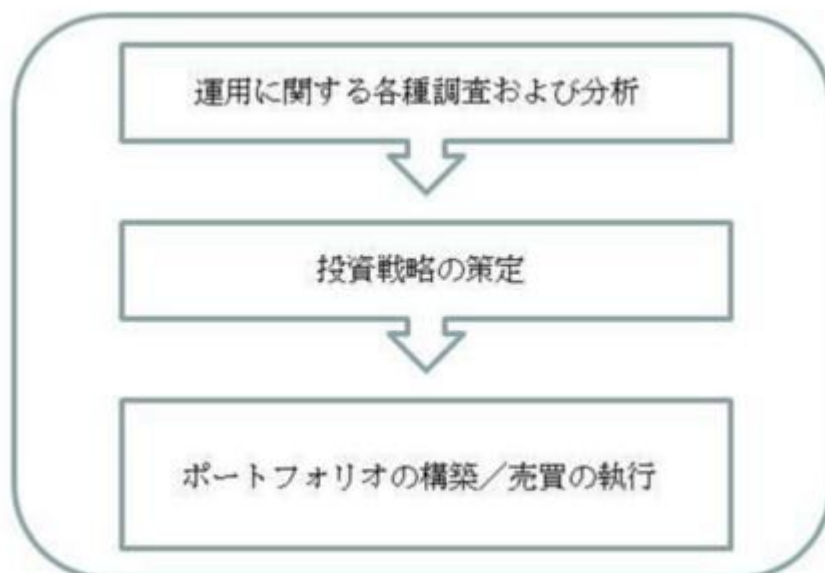 運用に関する各種調査および分析
投資戦略の策定
ポートフォリオの構築／売買の執行